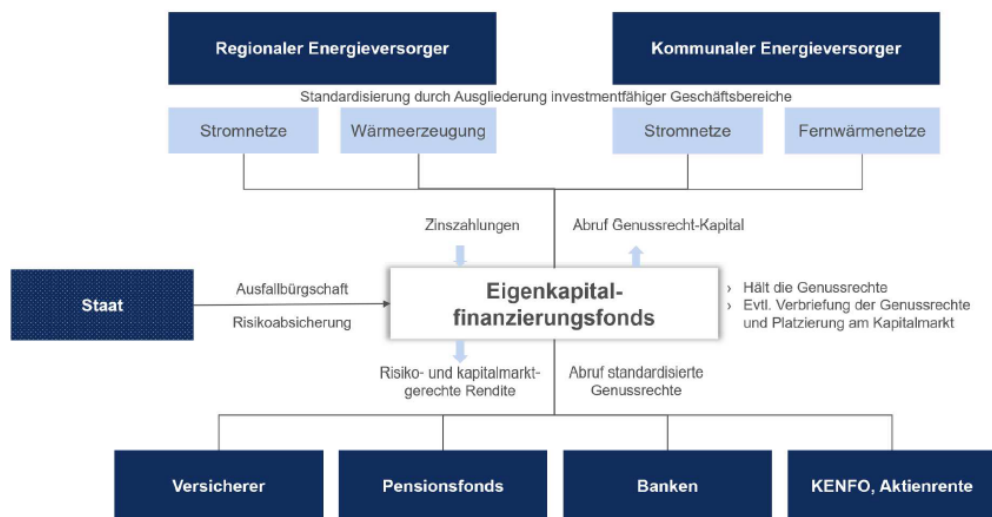 Regionaler Energieversorger
Kommunaler Energieversorger
Standardisierung durch Ausgliederung investmentfähiger Geschäftsbereiche
Stromnetze
Wärmeerzeugung
Stromnetze
Fernwärmenetze
Zinszahlungen
Abruf Genussrecht-Kapital
Staat
Ausfallbürgschaft
Risikoabsicherung
Eigenkapital-
finanzierungsfonds
› Hält die Genussrechte
› Evtl. Verbriefung der Genussrechte
und Platzierung am Kapitalmarkt
Risiko- und kapitalmarkt-
gerechte Rendite
Abruf standardisierte
Genussrechte
Versicherer
Pensionsfonds
Banken
KENFO, Aktienrente